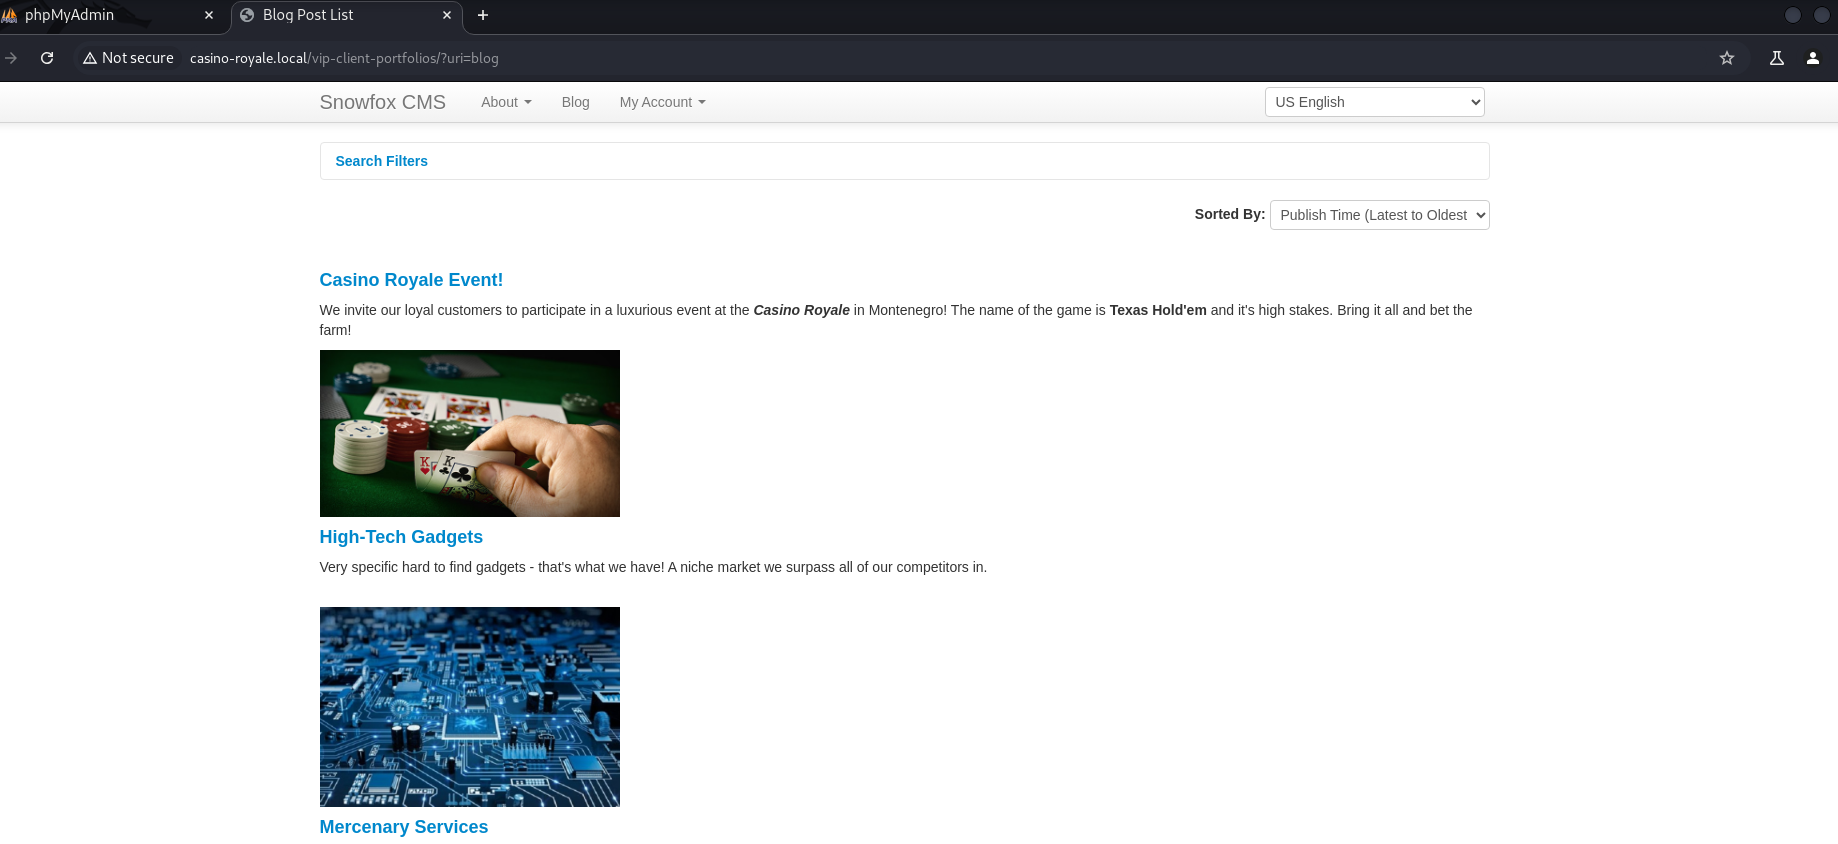 phpMyAdmin
Blog Post List
Not secure
casino-royale.local/vip-client-portfolios/?uri=blog
Snowfox CMS About Blog My Account US English
Search Filters
Sorted By: Publish Time (Latest to Oldest
Casino Royale Event!
We invite our loyal customers to participate in a luxurious event at the Casino Royale in Montenegro! The name of the game is Texas Hold'em and it's high stakes. Bring it all and bet the
farm!
K K
High-Tech Gadgets
Very specific hard to find gadgets - that's what we have! A niche market we surpass all of our competitors in.
Mercenary Services